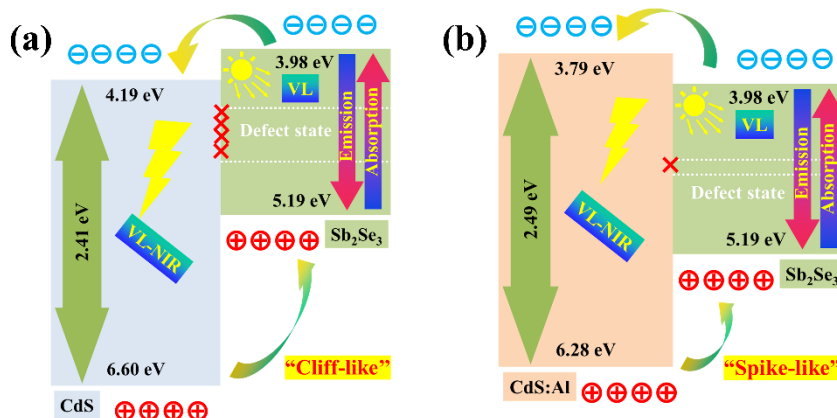 (a)
3.98 eV
VL
4.19 eV
Defect state
Emission
Absorption
2.41 eV
VL-NIR
5.19 eV
Sb₂Se₃
6.60 eV
"Cliff-like"
CdS
(b)
3.79 eV
3.98 eV
VL
Emission
Absorption
Defect state
2.49 eV
VL-NIR
5.19 eV
Sb₂Se₃
6.28 eV
"Spike-like"
CdS:Al